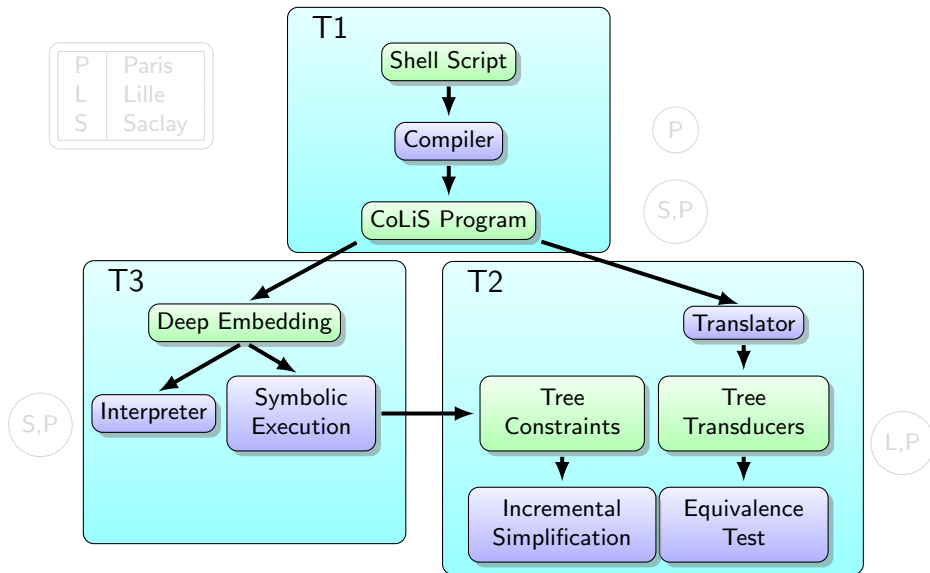 T1
P Paris
L Lille
S Saclay
Shell Script
Compiler
P
CoLiS Program
S,P
T3
T2
Deep Embedding
Translator
Interpreter
Symbolic
Execution
Tree
Constraints
Tree
Transducers
S,P
L,P
Incremental
Simplification
Equivalence
Test